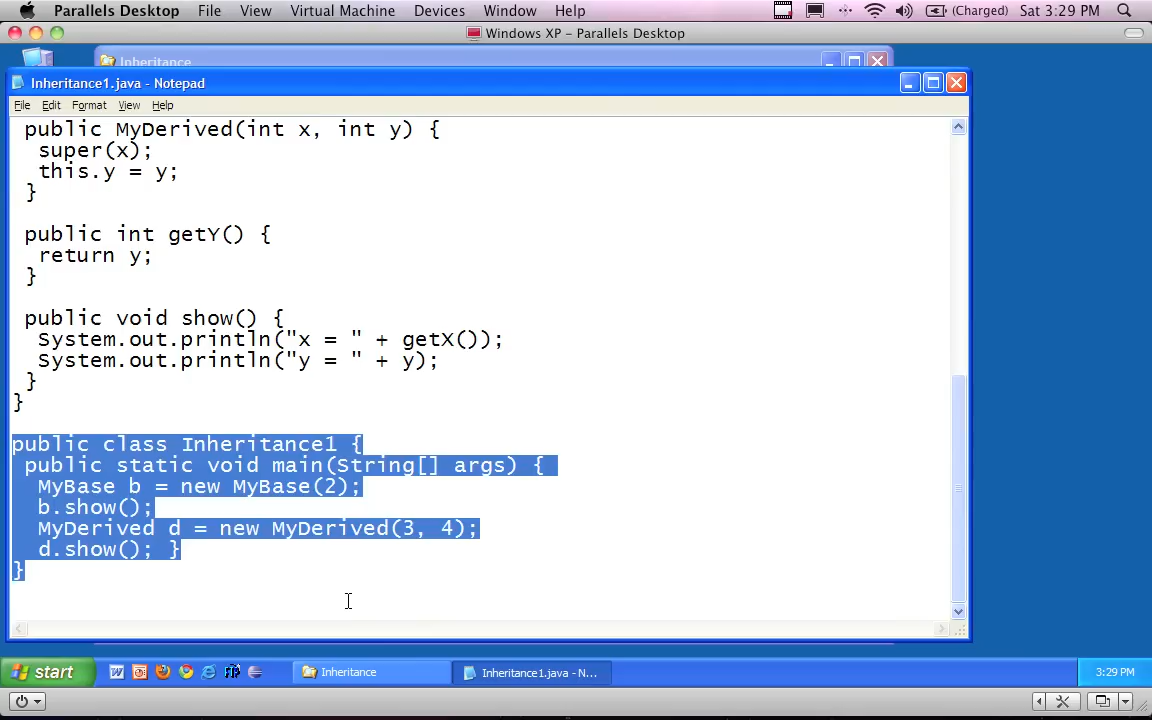 Parallels Desktop File View Virtual Machine Devices Window Help (Charged) Sat 3:29 PM
Windows XP – Parallels Desktop
Inheritance
Inheritance1.java - Notepad
File Edit Format View Help
public MyDerived(int x, int y) {
super(x);
this.y = y;
}
public int getY() {
return y;
}
public void show() {
System.out.println("x = " + getX());
System.out.println("y = " + y);
}
}
public class Inheritance1 {
public static void main(String[] args) {
MyBase b = new MyBase(2);
b.show();
MyDerived d = new MyDerived(3, 4);
d.show(); }
}
start Inheritance Inheritance1.java - N... 3:29 PM